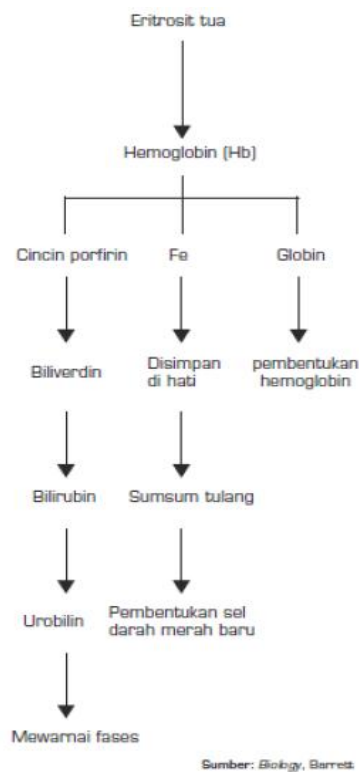 Eritrosit tua
Hemoglobin (Hb)
Cincin porfirin
Fe
Globin
Biliverdin
Disimpan
di hati
pembentukan
hemoglobin
Bilirubin
Sumsum tulang
Urobilin
Pembentukan sel
darah merah baru
Mewarnai fases
Sumber: Biology, Barrett